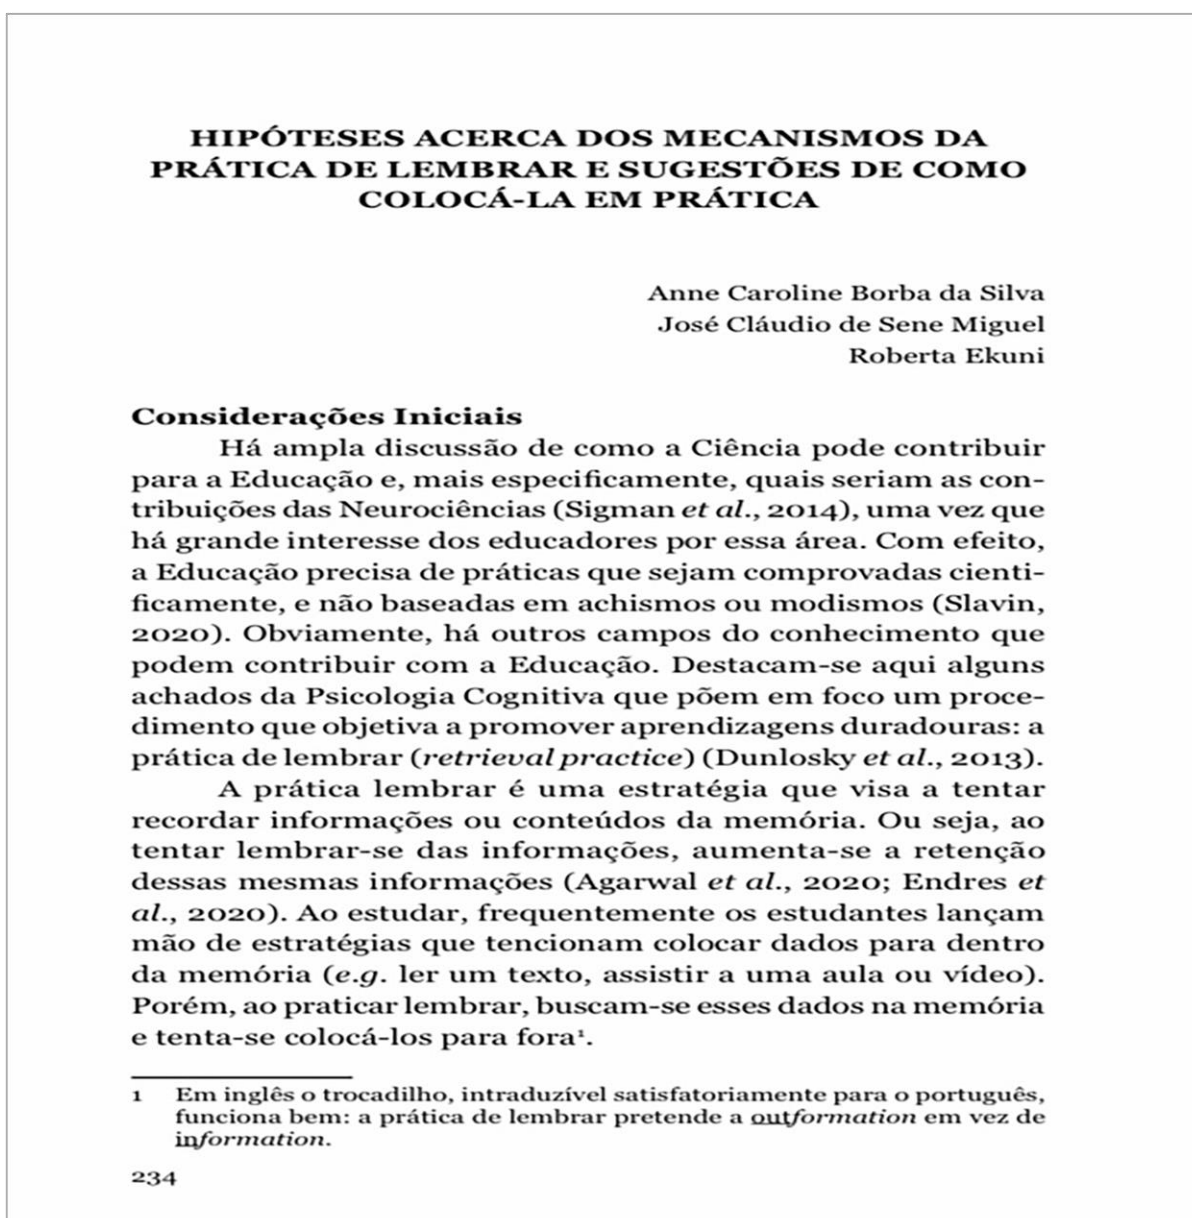 HIPÓTESES ACERCA DOS MECANISMOS DA
PRÁTICA DE LEMBRAR E SUGESTÕES DE COMO
COLOCÁ-LA EM PRÁTICA
Anne Caroline Borba da Silva
José Cláudio de Sene Miguel
Roberta Ekuni
Considerações Iniciais
Há ampla discussão de como a Ciência pode contribuir
para a Educação e, mais especificamente, quais seriam as con-
tribuições das Neurociências (Sigman et al., 2014), uma vez que
há grande interesse dos educadores por essa área. Com efeito,
a Educação precisa de práticas que sejam comprovadas cienti-
ficamente, e não baseadas em achismos ou modismos (Slavin,
2020). Obviamente, há outros campos do conhecimento que
podem contribuir com a Educação. Destacam-se aqui alguns
achados da Psicologia Cognitiva que põem em foco um proce-
dimento que objetiva a promover aprendizagens duradouras: a
prática de lembrar (retrieval practice) (Dunlosky et al., 2013).
A prática lembrar é uma estratégia que visa a tentar
recordar informações ou conteúdos da memória. Ou seja, ao
tentar lembrar-se das informações, aumenta-se a retenção
dessas mesmas informações (Agarwal et al., 2020; Endres et
al., 2020). Ao estudar, frequentemente os estudantes lançam
mão de estratégias que tencionam colocar dados para dentro
da memória (e.g. ler um texto, assistir a uma aula ou vídeo).
Porém, ao praticar lembrar, buscam-se esses dados na memória
e tenta-se colocá-los para fora¹.
1 Em inglês o trocadilho, intraduzível satisfatoriamente para o português,
funciona bem: a prática de lembrar pretende a outformation em vez de
information.
234